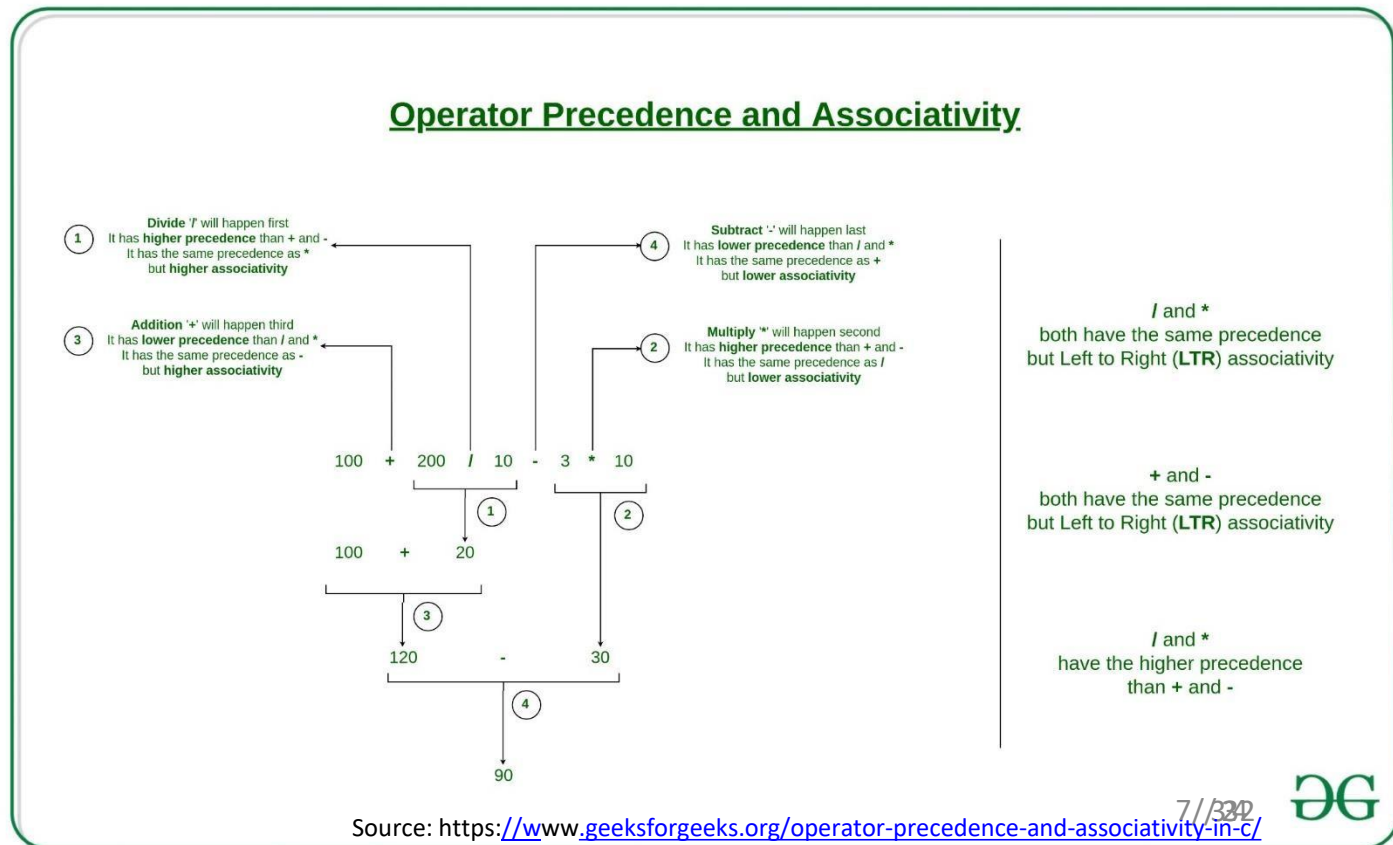 Operator Precedence and Associativity
1
Divide '/' will happen first
It has higher precedence than + and -
It has the same precedence as *
but higher associativity
4
Subtract '-' will happen last
It has lower precedence than / and *
It has the same precedence as +
but lower associativity
3
Addition '+' will happen third
It has lower precedence than / and *
It has the same precedence as -
but higher associativity
2
Multiply '*' will happen second
It has higher precedence than + and -
It has the same precedence as /
but lower associativity
100 + 200 / 10 - 3 * 10
1
2
100 + 20
3
120 - 30
4
90
/ and *
both have the same precedence
but Left to Right (LTR) associativity
+ and -
both have the same precedence
but Left to Right (LTR) associativity
/ and *
have the higher precedence
than + and -
Source: https://www.geeksforgeeks.org/operator-precedence-and-associativity-in-c/